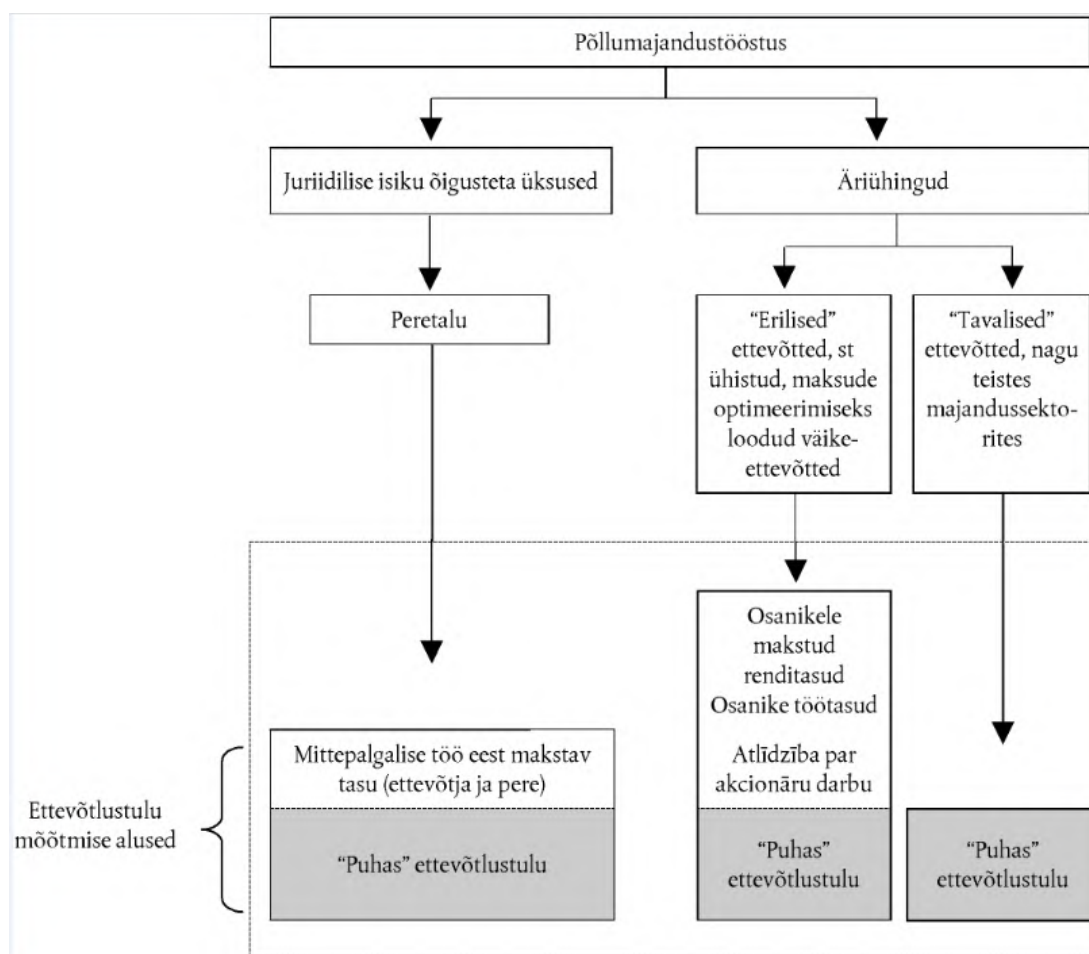 Põllumajandustööstus
Juriidilise isiku õigusteta üksused
Äriühingud
Peretalu
“Erilised”
ettevõtted, st
ühistud, maksude
optimeerimiseks
loodud väike-
ettevõtted
“Tavalised”
ettevõtted, nagu
teistes
majandussekto-
rites
Osanikele
makstud
renditasud
Osanike töötasud
Atlīdzība par
akcionāru darbu
Mittepalgalise töö eest makstav
tasu (ettevõtja ja pere)
Ettevõtlustulu
mõõtmise alused
“Puhas” ettevõtlustulu
“Puhas”
ettevõtlustulu
“Puhas”
ettevõtlustulu